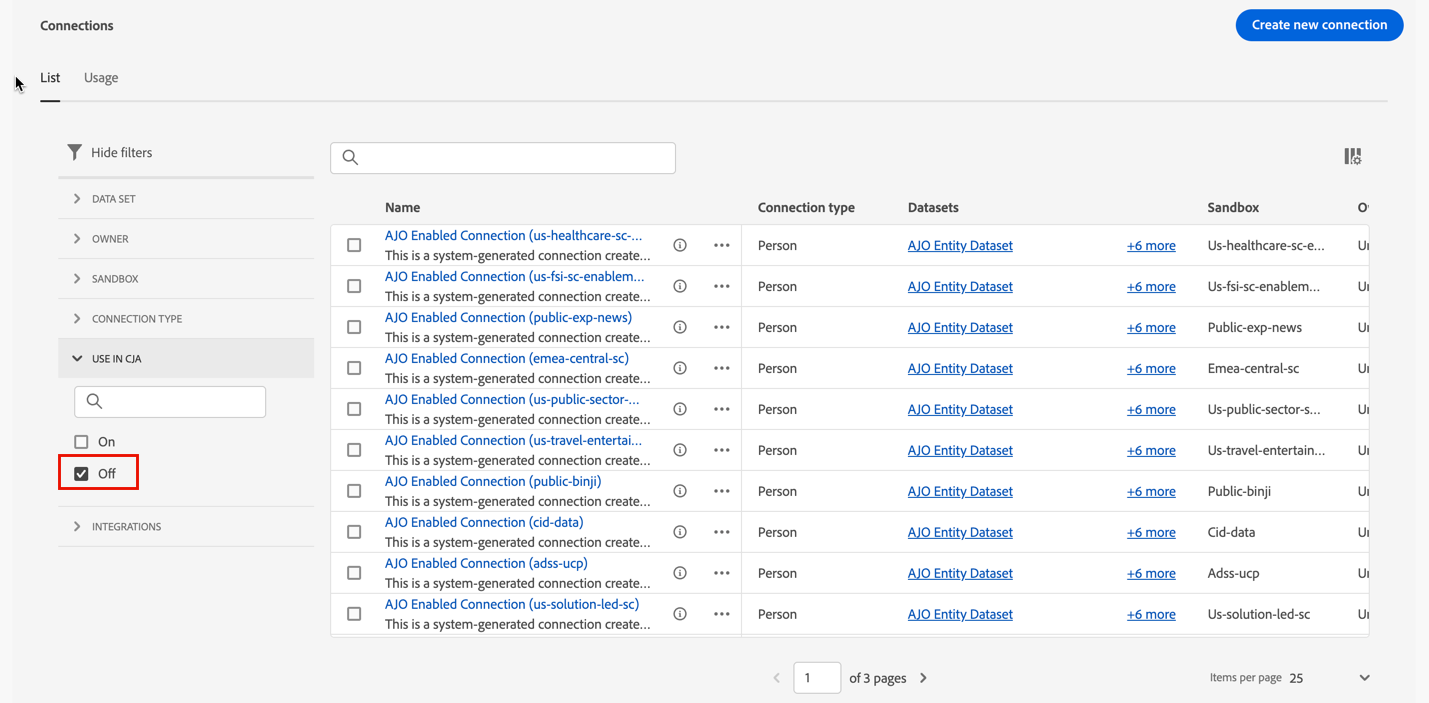 Connections
Create new connection
List
Usage
Hide filters
DATA SET
OWNER
SANDBOX
CONNECTION TYPE
USE IN CJA
On
Off
INTEGRATIONS
Name Connection type Datasets Sandbox
AJO Enabled Connection (us-healthcare-sc-...
This is a system-generated connection create...
Person AJO Entity Dataset +6 more Us-healthcare-sc-e...
AJO Enabled Connection (us-fsi-sc-enablem...
This is a system-generated connection create...
Person AJO Entity Dataset +6 more Us-fsi-sc-enablem...
AJO Enabled Connection (public-exp-news)
This is a system-generated connection create...
Person AJO Entity Dataset +6 more Public-exp-news
AJO Enabled Connection (emea-central-sc)
This is a system-generated connection create...
Person AJO Entity Dataset +6 more Emea-central-sc
AJO Enabled Connection (us-public-sector-...
This is a system-generated connection create...
Person AJO Entity Dataset +6 more Us-public-sector-s...
AJO Enabled Connection (us-travel-entertai...
This is a system-generated connection create...
Person AJO Entity Dataset +6 more Us-travel-entertain...
AJO Enabled Connection (public-binji)
This is a system-generated connection create...
Person AJO Entity Dataset +6 more Public-binji
AJO Enabled Connection (cid-data)
This is a system-generated connection create...
Person AJO Entity Dataset +6 more Cid-data
AJO Enabled Connection (adss-ucp)
This is a system-generated connection create...
Person AJO Entity Dataset +6 more Adss-ucp
AJO Enabled Connection (us-solution-led-sc)
This is a system-generated connection create...
Person AJO Entity Dataset +6 more Us-solution-led-sc
1 of 3 pages
Items per page 25